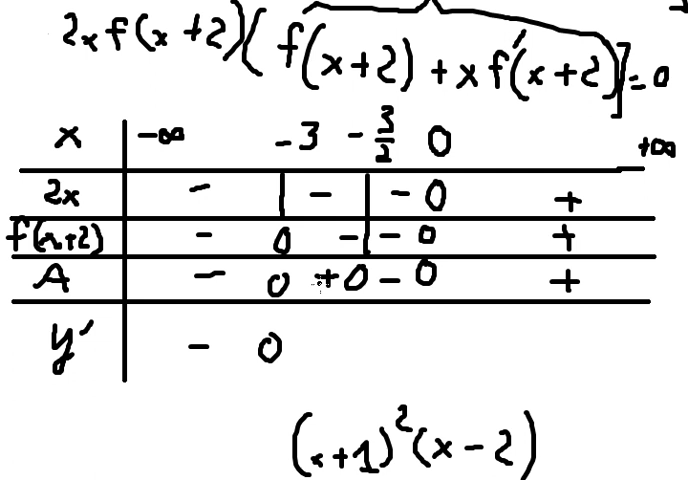 2x f(x+2) ( f(x+2) + x f'(x+2) ] = 0
x -∞ -3 -3/2 0 +∞
2x - | - | - 0 +
f(x+2) - 0 - | - 0 +
A - 0 + 0 - 0 +
y' - 0
(x+1)²(x-2)